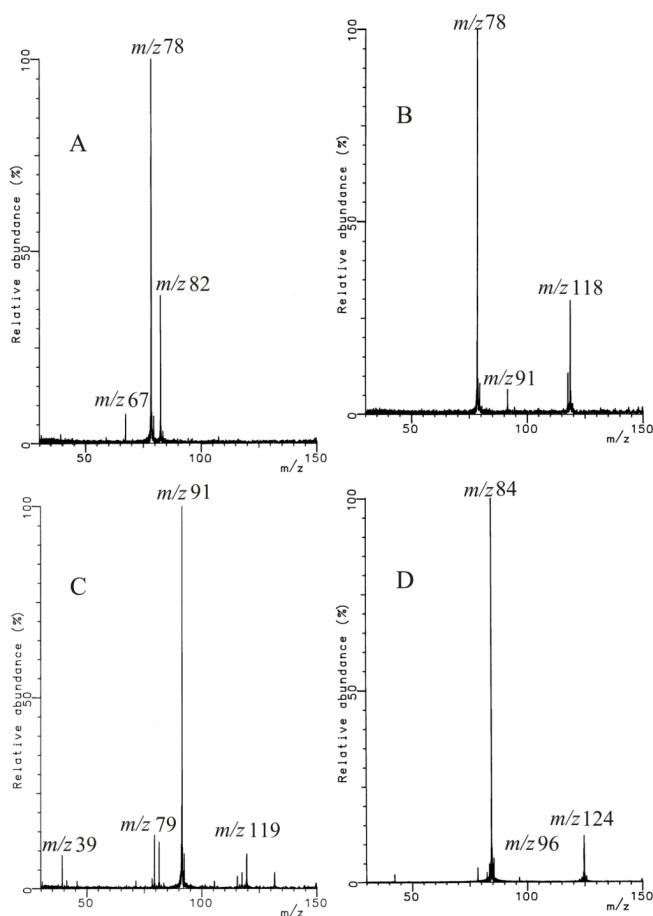 100
m/z 78
A
Relative abundance (%)
50
m/z 82
m/z 67
0
50
100
150
m/z
100
m/z 78
B
Relative abundance (%)
50
m/z 118
m/z 91
0
50
100
150
m/z
100
m/z 91
C
Relative abundance (%)
50
m/z 39
m/z 79
m/z 119
0
50
100
150
m/z
100
m/z 84
D
Relative abundance (%)
50
m/z 96
m/z 124
0
50
100
150
m/z